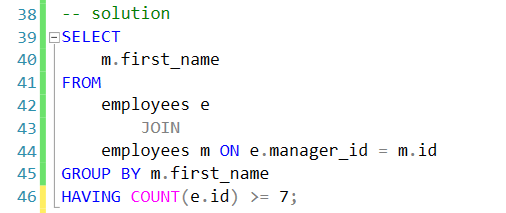 38 -- solution
39 SELECT
40 m.first_name
41 FROM
42 employees e
43 JOIN
44 employees m ON e.manager_id = m.id
45 GROUP BY m.first_name
46 HAVING COUNT(e.id) >= 7;